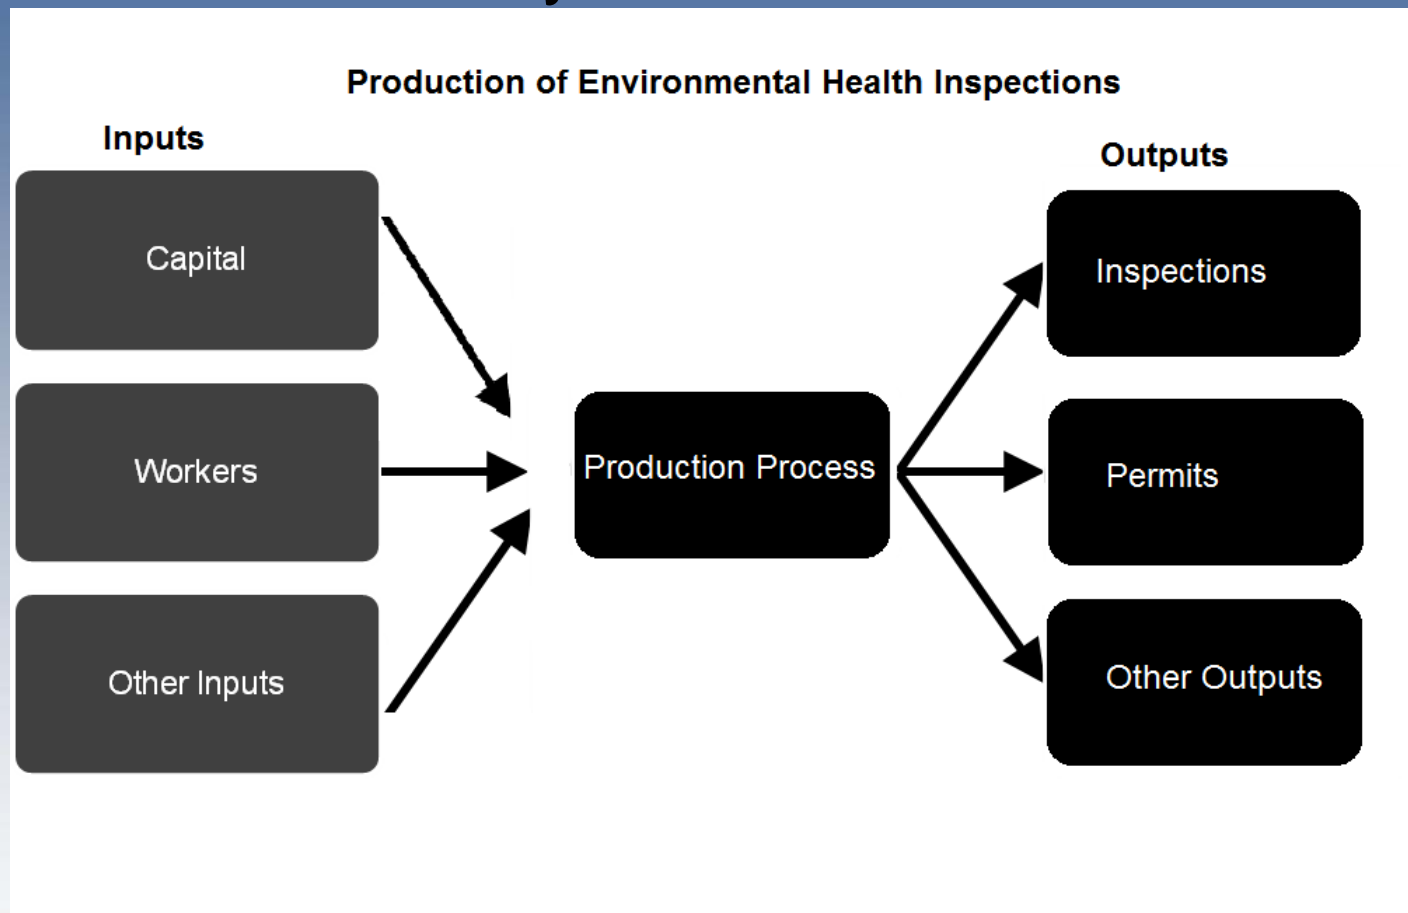 Production of Environmental Health Inspections
Inputs
Outputs
Capital
Inspections
Workers
Production Process
Permits
Other Inputs
Other Outputs